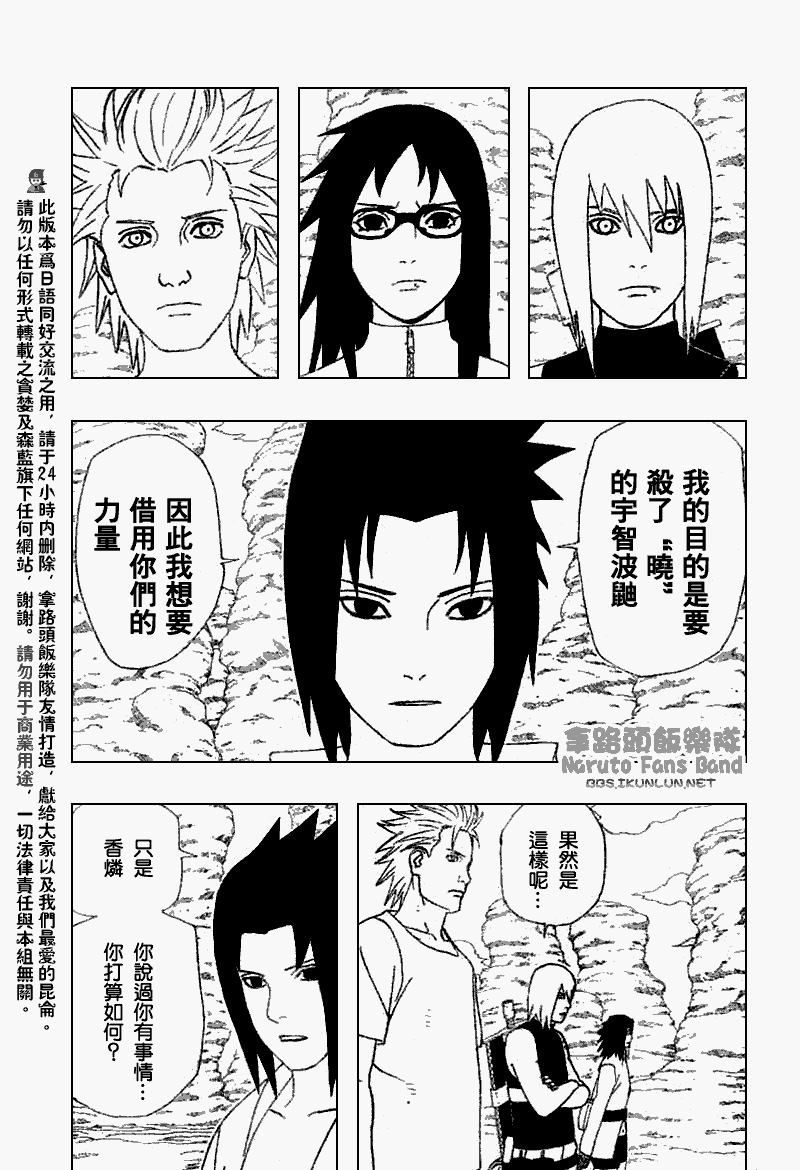 我的目的是要
殺了“曉”
的宇智波鼬
因此我想要
借用你們的
力量
拿路頭飯樂隊
Naruto Fans Band
BBS.IKUNLUN.NET
果然是
這樣呢…
只是
香燐
你說過你有事情…
你打算如何？
此版本爲日語同好交流之用，請于24小時内刪除，拿路頭飯樂隊友情打造，獻給大家以及我們最愛的昆侖。
請勿以任何形式轉載之貪婪及森藍旗下任何網站，謝謝。請勿用于商業用途，一切法律責任與本組無關。